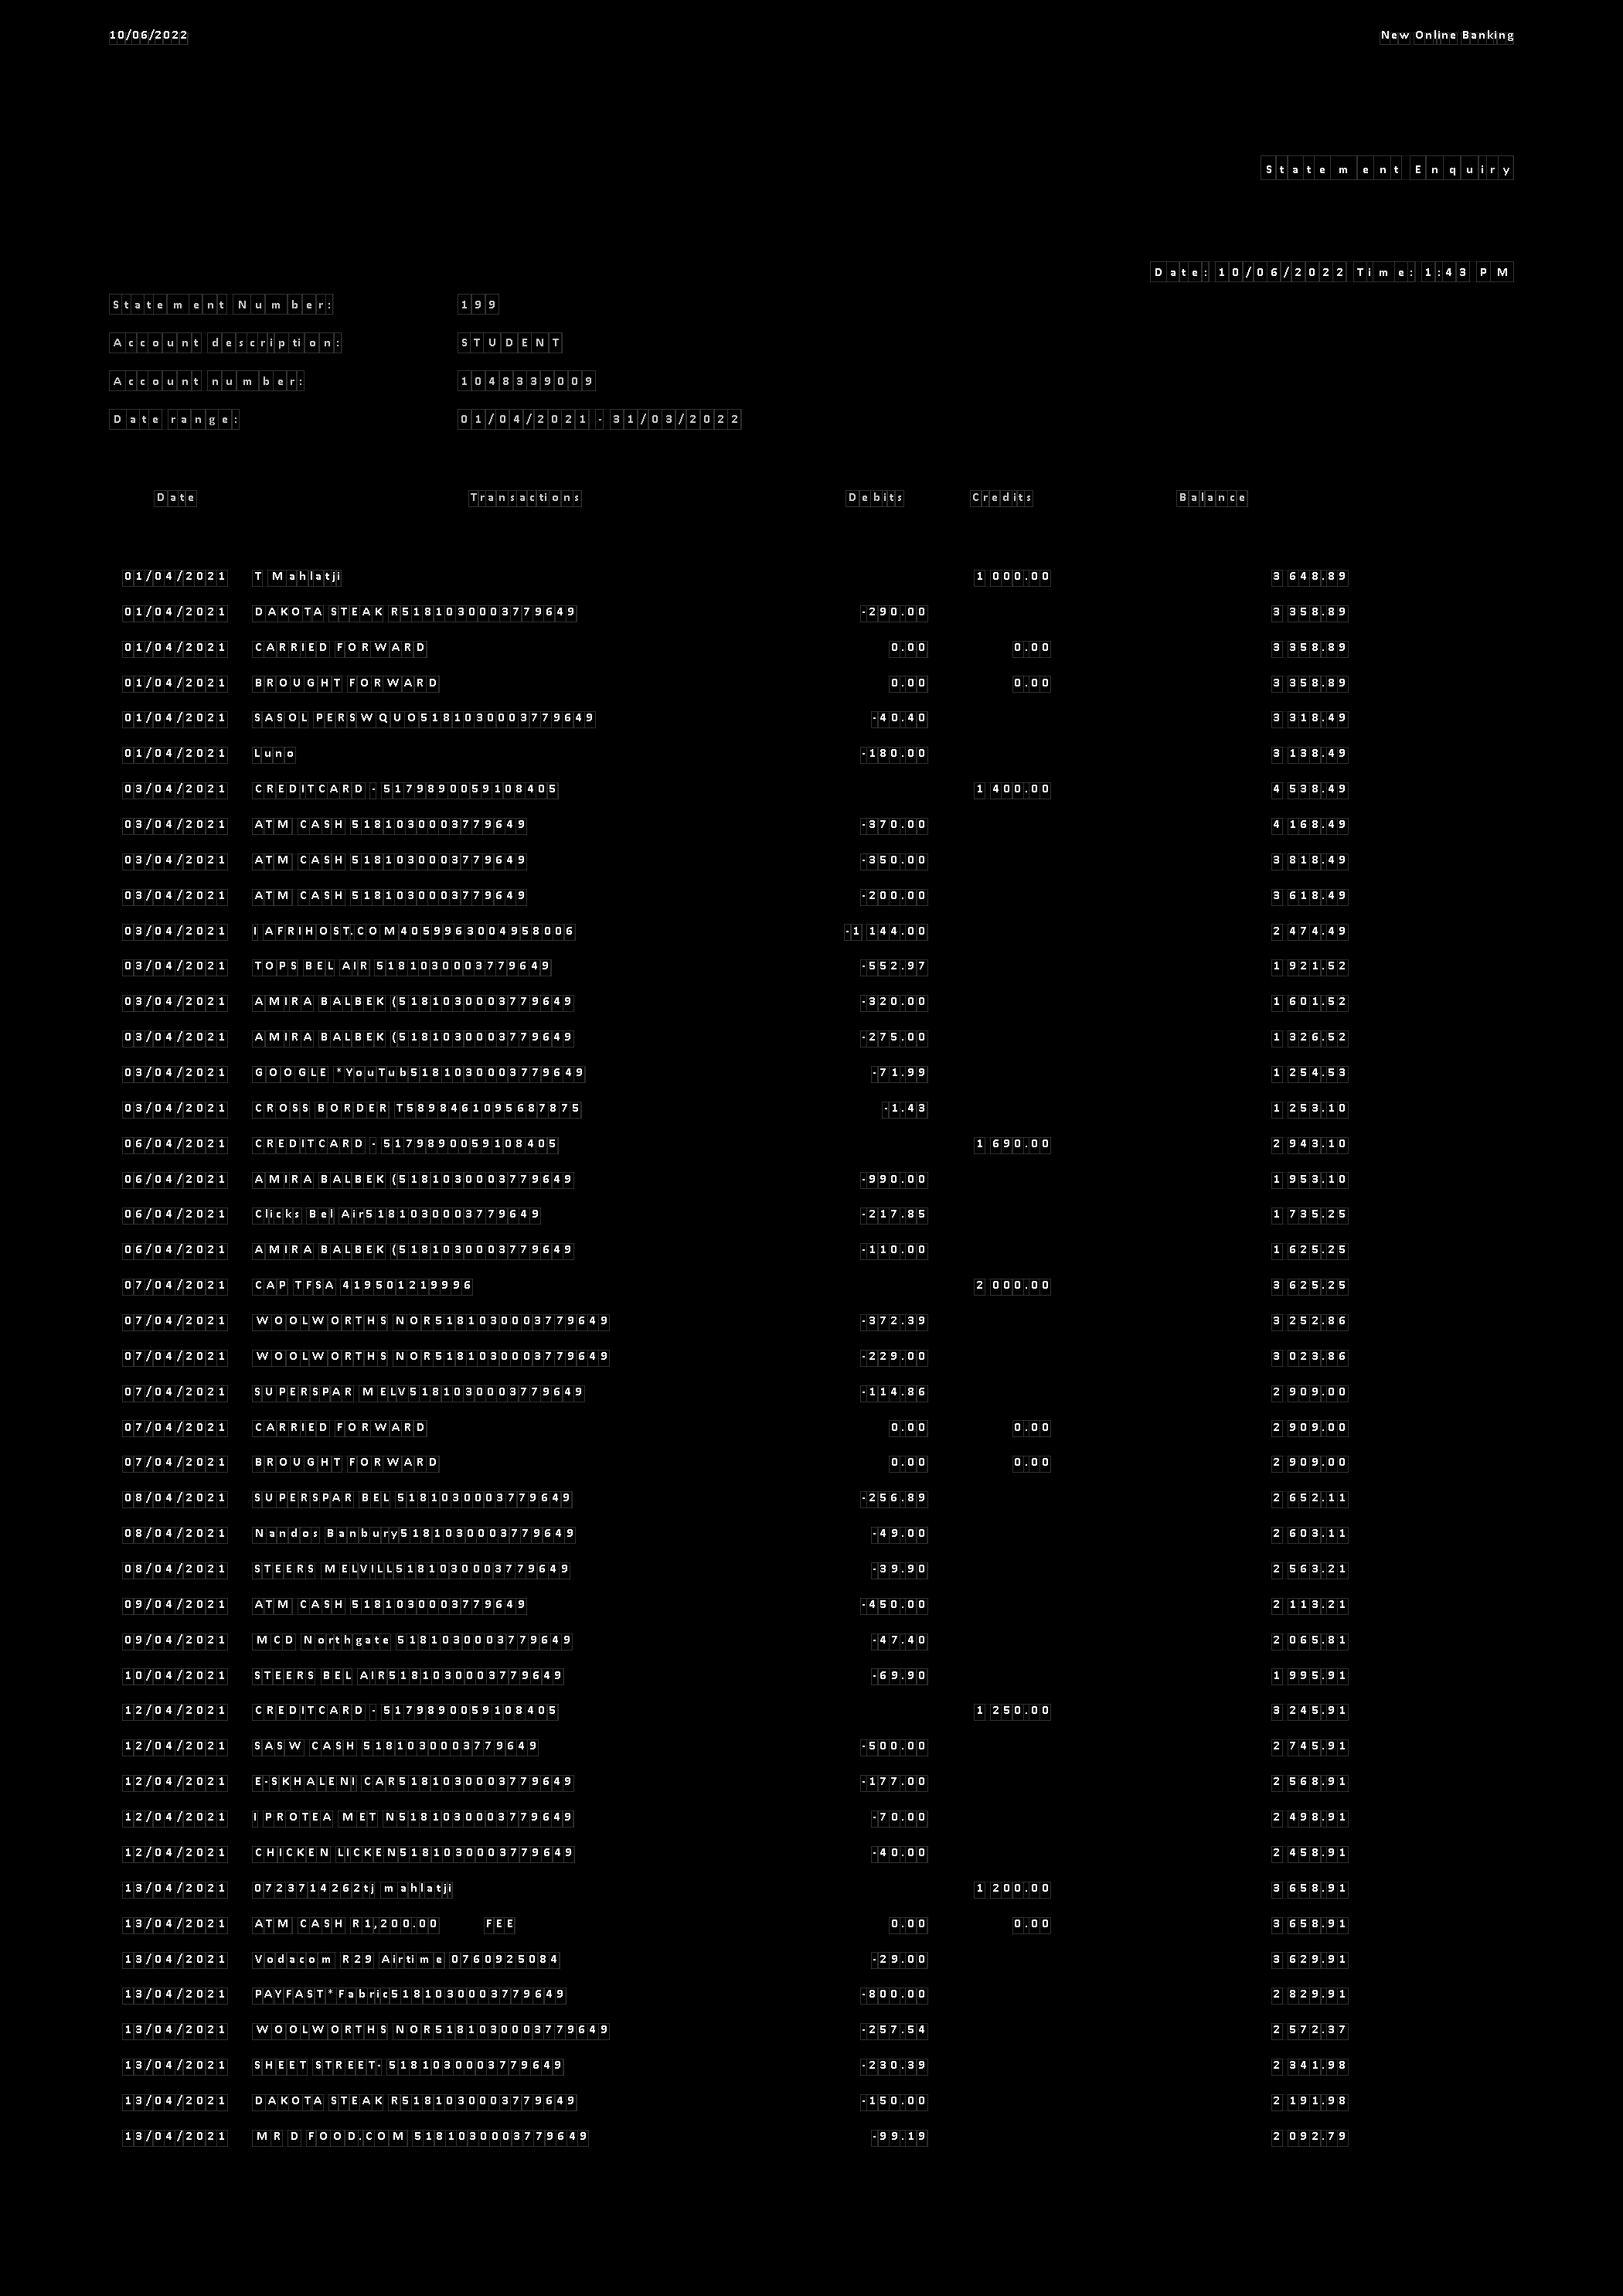 10/06/2022 New Online Banking
Statement Enquiry
Date: 10/06/2022 Time: 1:43 PM
Statement Number: 199
Account description: STUDENT
Account number: 1048339009
Date range: 01/04/2021 - 31/03/2022
Date Transactions Debits Credits Balance
01/04/2021 T Mahlatji 1 000.00 3 648.89
01/04/2021 DAKOTA STEAK R5181030003779649 -290.00 3 358.89
01/04/2021 CARRIED FORWARD 0.00 0.00 3 358.89
01/04/2021 BROUGHT FORWARD 0.00 0.00 3 358.89
01/04/2021 SASOL PERSWQUO5181030003779649 -40.40 3 318.49
01/04/2021 Luno -180.00 3 138.49
03/04/2021 CREDITCARD - 5179890059108405 1 400.00 4 538.49
03/04/2021 ATM CASH 5181030003779649 -370.00 4 168.49
03/04/2021 ATM CASH 5181030003779649 -350.00 3 818.49
03/04/2021 ATM CASH 5181030003779649 -200.00 3 618.49
03/04/2021 I AFRIHOST.COM4059963004958006 -1 144.00 2 474.49
03/04/2021 TOPS BEL AIR 5181030003779649 -552.97 1 921.52
03/04/2021 AMIRA BALBEK (5181030003779649 -320.00 1 601.52
03/04/2021 AMIRA BALBEK (5181030003779649 -275.00 1 326.52
03/04/2021 GOOGLE *YouTub5181030003779649 -71.99 1 254.53
03/04/2021 CROSS BORDER T5898461095687875 -1.43 1 253.10
06/04/2021 CREDITCARD - 5179890059108405 1 690.00 2 943.10
06/04/2021 AMIRA BALBEK (5181030003779649 -990.00 1 953.10
06/04/2021 Clicks Bel Air5181030003779649 -217.85 1 735.25
06/04/2021 AMIRA BALBEK (5181030003779649 -110.00 1 625.25
07/04/2021 CAP TFSA 419501219996 2 000.00 3 625.25
07/04/2021 WOOLWORTHS NOR5181030003779649 -372.39 3 252.86
07/04/2021 WOOLWORTHS NOR5181030003779649 -229.00 3 023.86
07/04/2021 SUPERSPAR MELV5181030003779649 -114.86 2 909.00
07/04/2021 CARRIED FORWARD 0.00 0.00 2 909.00
07/04/2021 BROUGHT FORWARD 0.00 0.00 2 909.00
08/04/2021 SUPERSPAR BEL 5181030003779649 -256.89 2 652.11
08/04/2021 Nandos Banbury5181030003779649 -49.00 2 603.11
08/04/2021 STEERS MELVILL5181030003779649 -39.90 2 563.21
09/04/2021 ATM CASH 5181030003779649 -450.00 2 113.21
09/04/2021 MCD Northgate 5181030003779649 -47.40 2 065.81
10/04/2021 STEERS BEL AIR5181030003779649 -69.90 1 995.91
12/04/2021 CREDITCARD - 5179890059108405 1 250.00 3 245.91
12/04/2021 SASW CASH 5181030003779649 -500.00 2 745.91
12/04/2021 E-SKHALENI CAR5181030003779649 -177.00 2 568.91
12/04/2021 I PROTEA MET N5181030003779649 -70.00 2 498.91
12/04/2021 CHICKEN LICKEN5181030003779649 -40.00 2 458.91
13/04/2021 0723714262tj mahlatji 1 200.00 3 658.91
13/04/2021 ATM CASH R1,200.00 FEE 0.00 0.00 3 658.91
13/04/2021 Vodacom R29 Airtime 0760925084 -29.00 3 629.91
13/04/2021 PAYFAST*Fabric5181030003779649 -800.00 2 829.91
13/04/2021 WOOLWORTHS NOR5181030003779649 -257.54 2 572.37
13/04/2021 SHEET STREET- 5181030003779649 -230.39 2 341.98
13/04/2021 DAKOTA STEAK R5181030003779649 -150.00 2 191.98
13/04/2021 MR D FOOD.COM 5181030003779649 -99.19 2 092.79